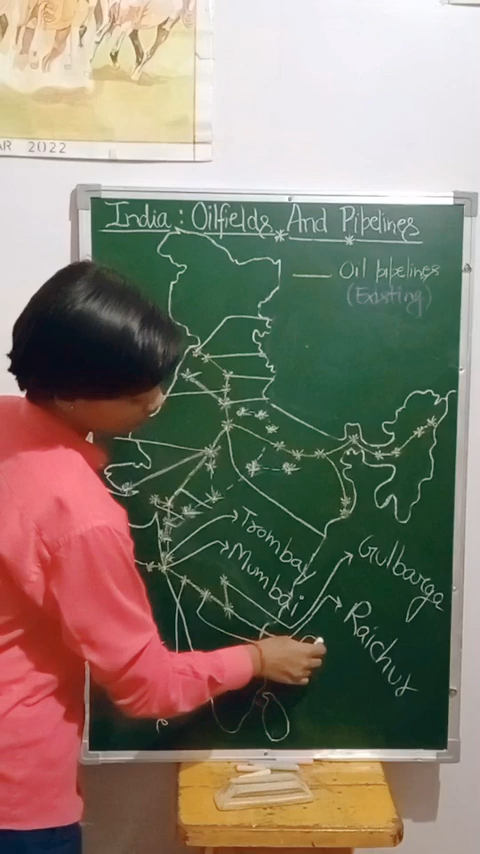 AR 2022
India : Oilfields And Pipelines
Oil pipelines
(Existing)
Trombay
Mumbai
Gulbarga
Raichur